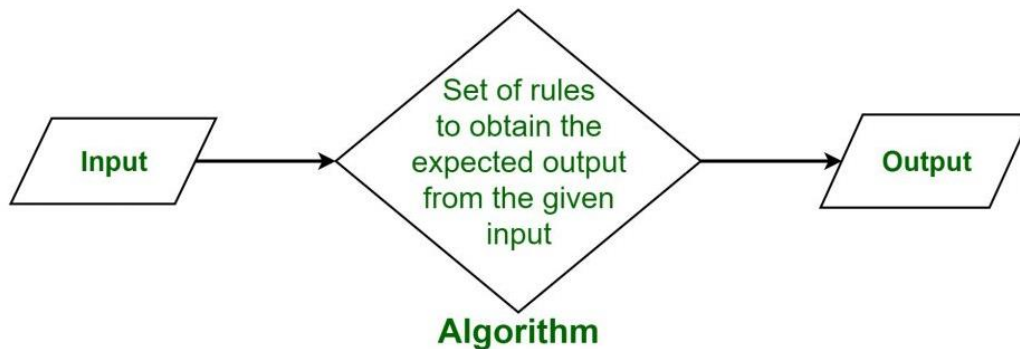 Input
Set of rules
to obtain the
expected output
from the given
input
Output
Algorithm